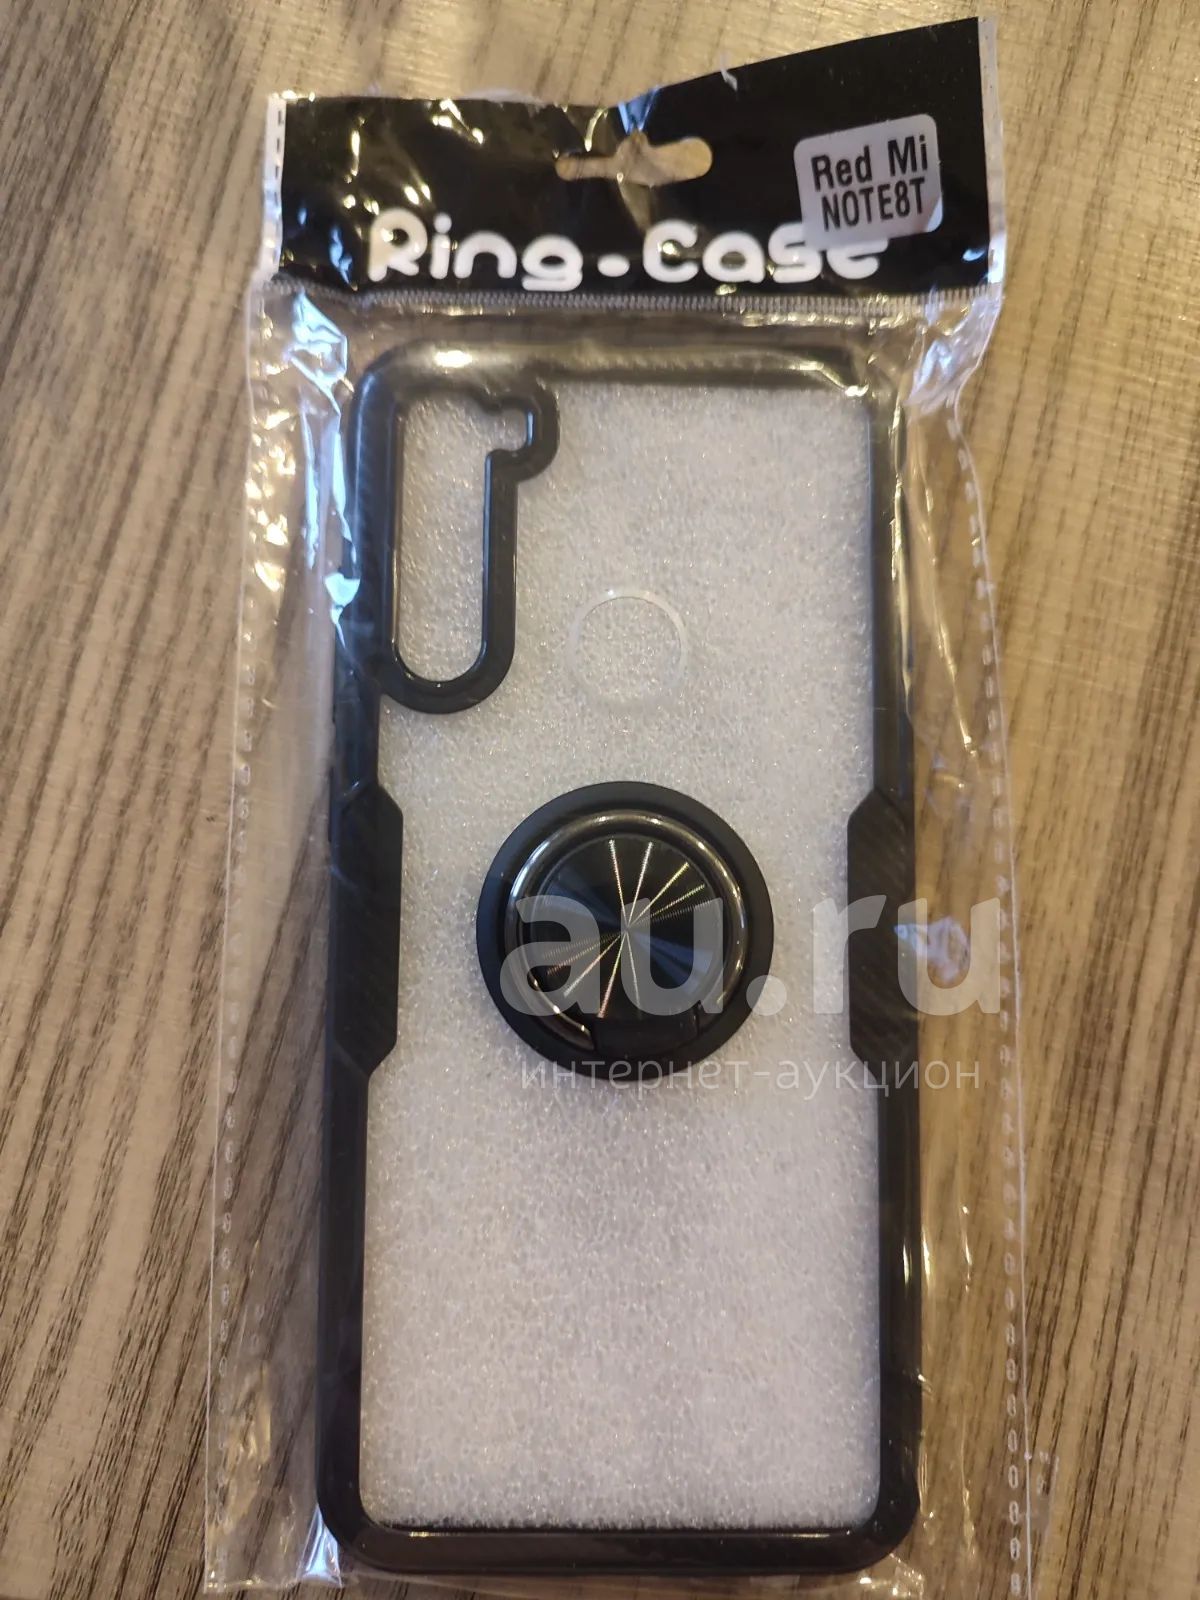 Red Mi
NOTE8T
Ring.case
au.ru
интернет-аукцион